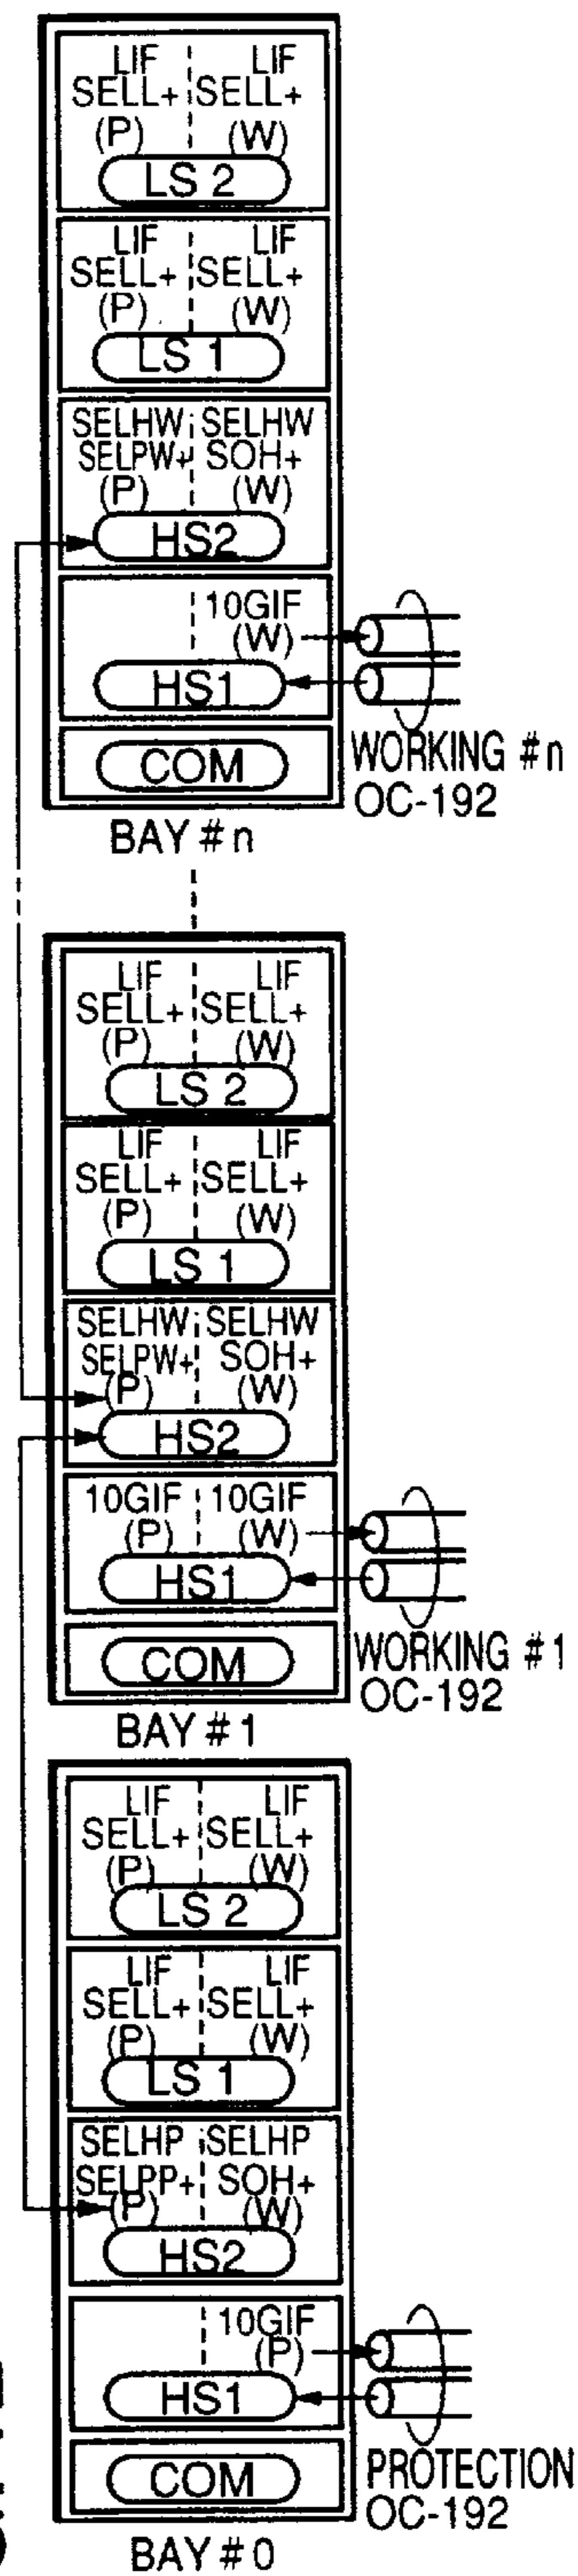 LIF LIF
SELL+ SELL+
(P) (W)
LS 2
LIF LIF
SELL+ SELL+
(P) (W)
LS 1
SELHW SELHW
SELPW+ SOH+
(P) (W)
HS2
10GIF
(W)
HS1
COM
WORKING #n
OC-192
BAY #n
LIF LIF
SELL+ SELL+
(P) (W)
LS 2
LIF LIF
SELL+ SELL+
(P) (W)
LS 1
SELHW SELHW
SELPW+ SOH+
(P) (W)
HS2
10GIF 10GIF
(P) (W)
HS1
COM
WORKING #1
OC-192
BAY #1
LIF LIF
SELL+ SELL+
(P) (W)
LS 2
LIF LIF
SELL+ SELL+
(P) (W)
LS 1
SELHP SELHP
SELPP+ SOH+
(P) (W)
HS2
10GIF
(P)
HS1
COM
PROTECTION
OC-192
BAY #0